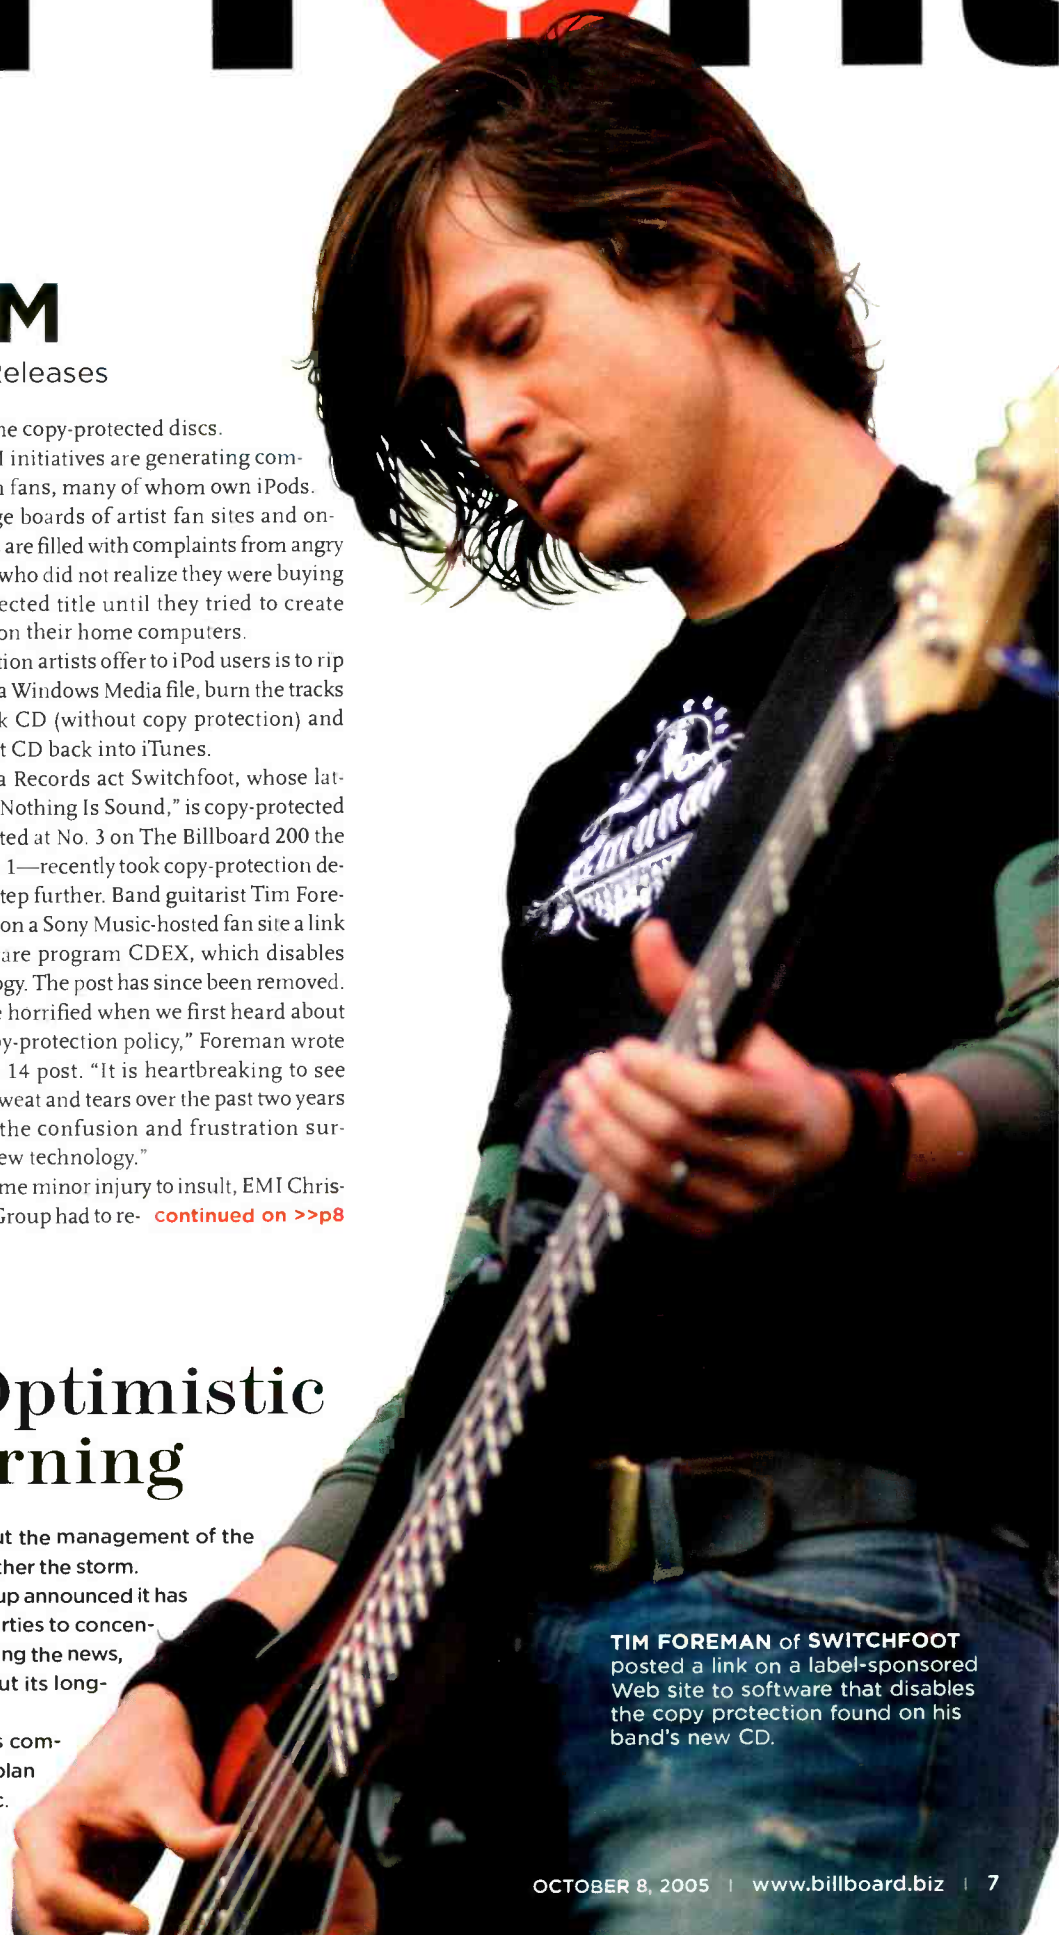 M
eleases
he copy-protected discs.
I initiatives are generating com-
n fans, many of whom own iPods.
ge boards of artist fan sites and on-
are filled with complaints from angry
who did not realize they were buying
ected title until they tried to create
on their home computers.
tion artists offer to iPod users is to rip
a Windows Media file, burn the tracks
k CD (without copy protection) and
t CD back into iTunes.
a Records act Switchfoot, whose lat-
Nothing Is Sound,” is copy-protected
ted at No. 3 on The Billboard 200 the
1—recently took copy-protection de-
tep further. Band guitarist Tim Fore-
on a Sony Music-hosted fan site a link
are program CDEX, which disables
ogy. The post has since been removed.
e horrified when we first heard about
y-protection policy,” Foreman wrote
14 post. “It is heartbreaking to see
weat and tears over the past two years
the confusion and frustration sur-
ew technology.”
me minor injury to insult, EMI Chris-
Group had to re- continued on >>p8
Optimistic
rning
ut the management of the
ther the storm.
up announced it has
rties to concen-
ng the news,
ut its long-
s com-
plan
c.
TIM FOREMAN of SWITCHFOOT
posted a link on a label-sponsored
Web site to software that disables
the copy protection found on his
band's new CD.
OCTOBER 8, 2005 | www.billboard.biz | 7